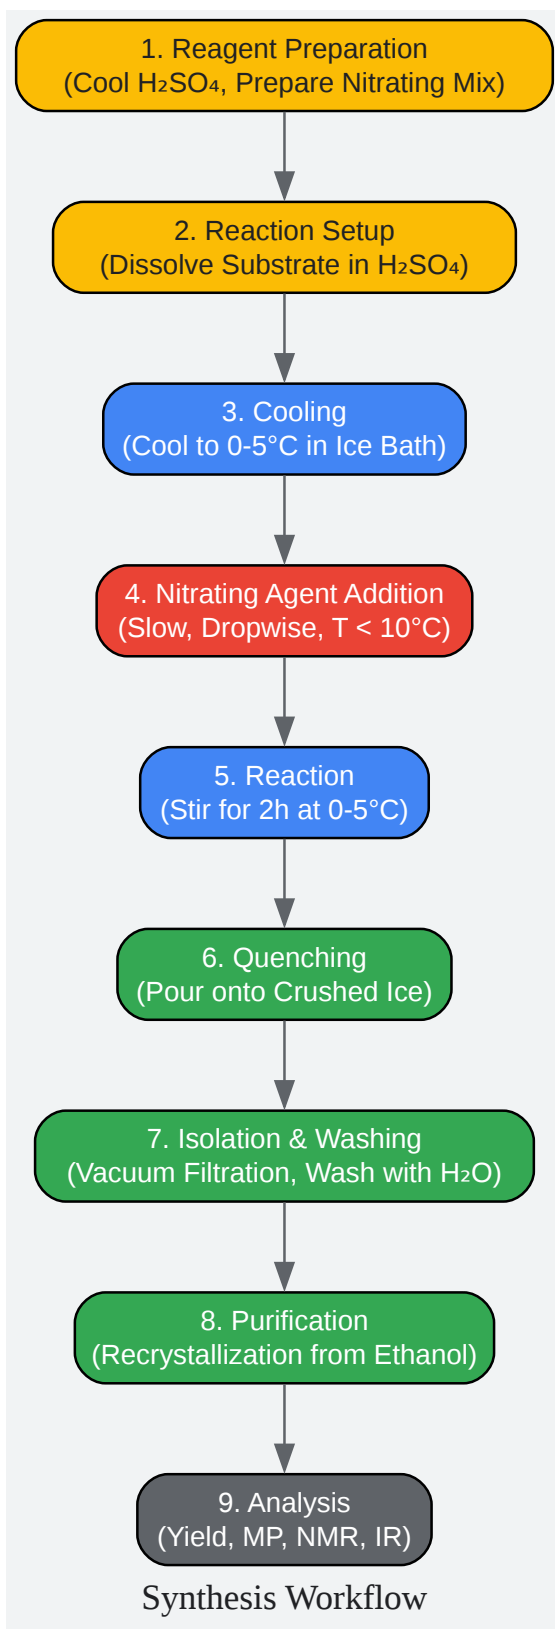 1. Reagent Preparation
(Cool H₂SO₄, Prepare Nitrating Mix)
2. Reaction Setup
(Dissolve Substrate in H₂SO₄)
3. Cooling
(Cool to 0-5°C in Ice Bath)
4. Nitrating Agent Addition
(Slow, Dropwise, T < 10°C)
5. Reaction
(Stir for 2h at 0-5°C)
6. Quenching
(Pour onto Crushed Ice)
7. Isolation & Washing
(Vacuum Filtration, Wash with H₂O)
8. Purification
(Recrystallization from Ethanol)
9. Analysis
(Yield, MP, NMR, IR)
Synthesis Workflow